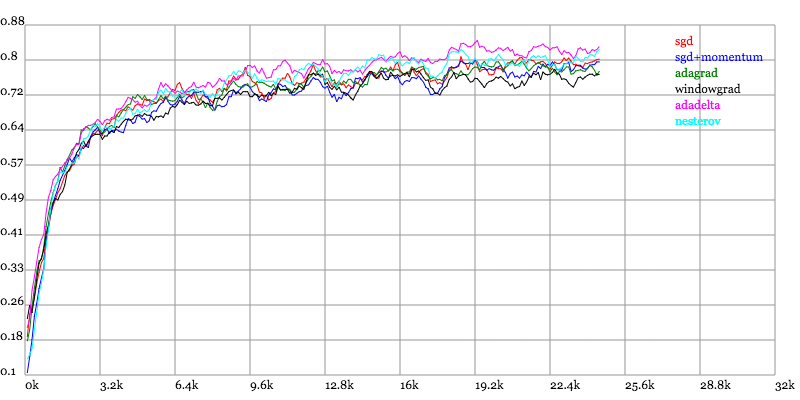 0.88
0.8
0.72
0.64
0.57
0.49
0.41
0.33
0.26
0.18
0.1
0k 3.2k 6.4k 9.6k 12.8k 16k 19.2k 22.4k 25.6k 28.8k 32k
sgd
sgd+momentum
adagrad
windowgrad
adadelta
nesterov